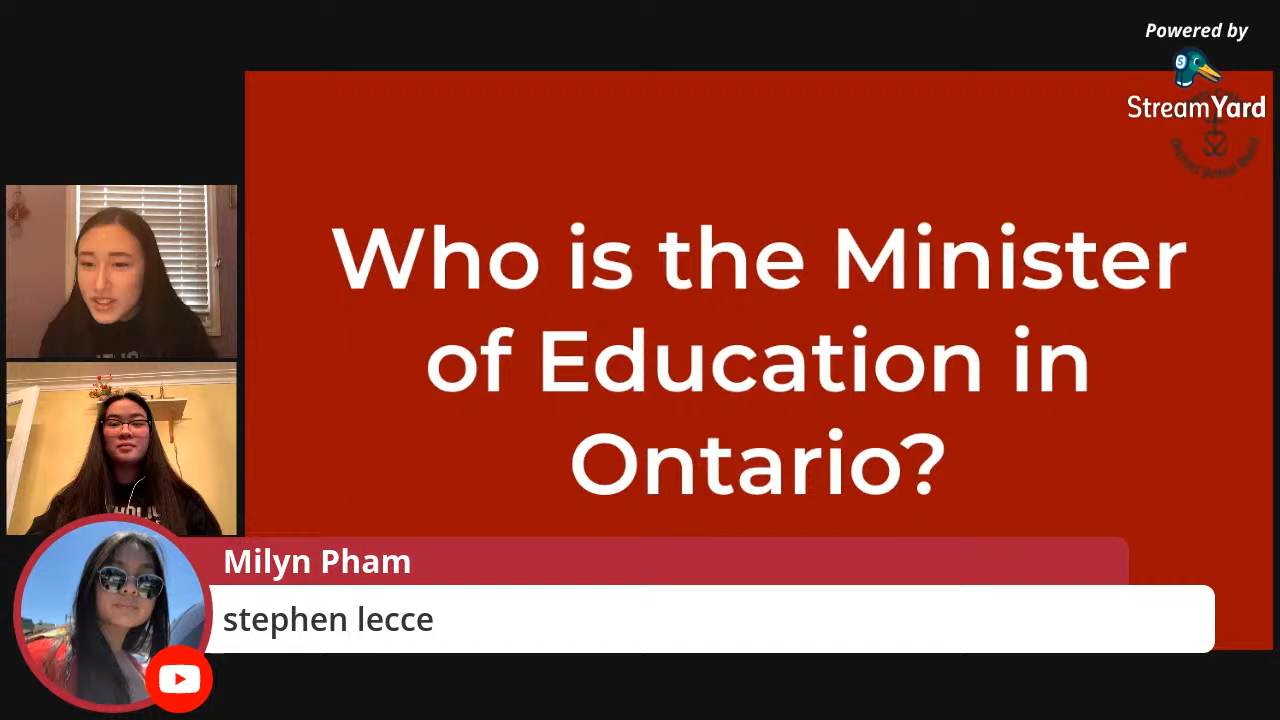 Powered by
StreamYard
Who is the Minister
of Education in
Ontario?
Milyn Pham
stephen lecce